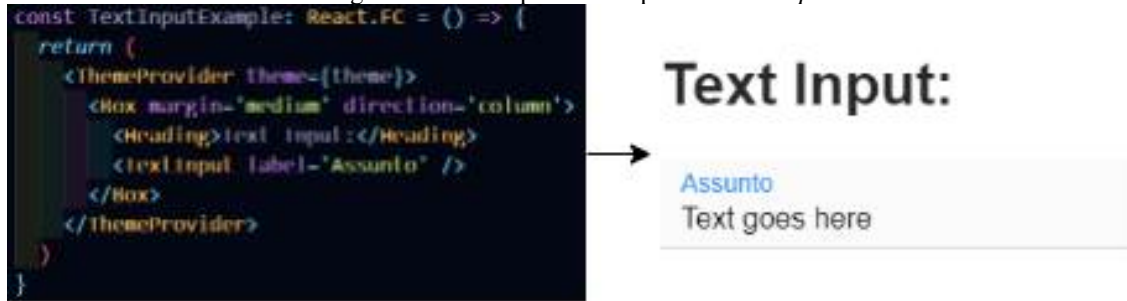 const TextInputExample: React.FC = () => {
return (
<ThemeProvider theme={theme}>
<Box margin='medium' direction='column'>
<Heading>Text Input:</Heading>
<TextInput label='Assunto' />
</Box>
</ThemeProvider>
)
}
Text Input:
Assunto
Text goes here